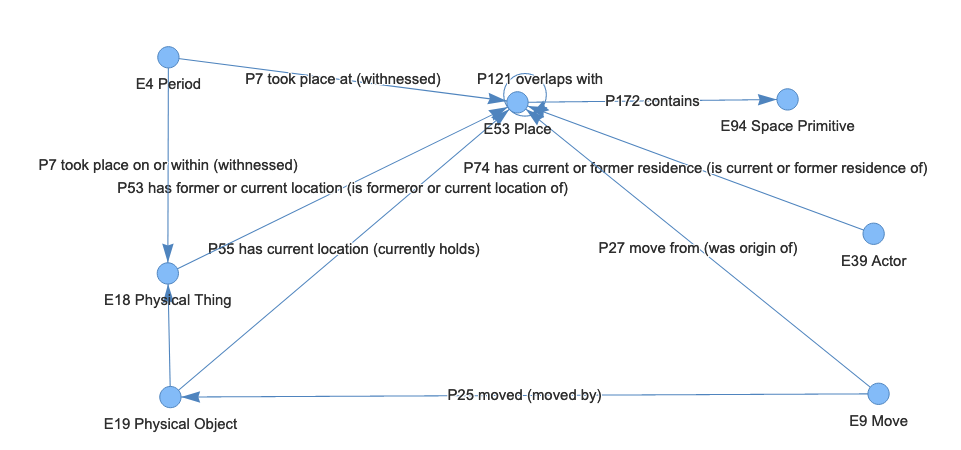 P7 took place at (witnessed)
P121 overlaps with
E4 Period
P172 contains
E53 Place
E94 Space Primitive
P7 took place on or within (witnessed)
P74 has current or former residence (is current or former residence of)
P53 has former or current location (is formeror or current location of)
P55 has current location (currently holds)
P27 move from (was origin of)
E39 Actor
E18 Physical Thing
P25 moved (moved by)
E19 Physical Object
E9 Move